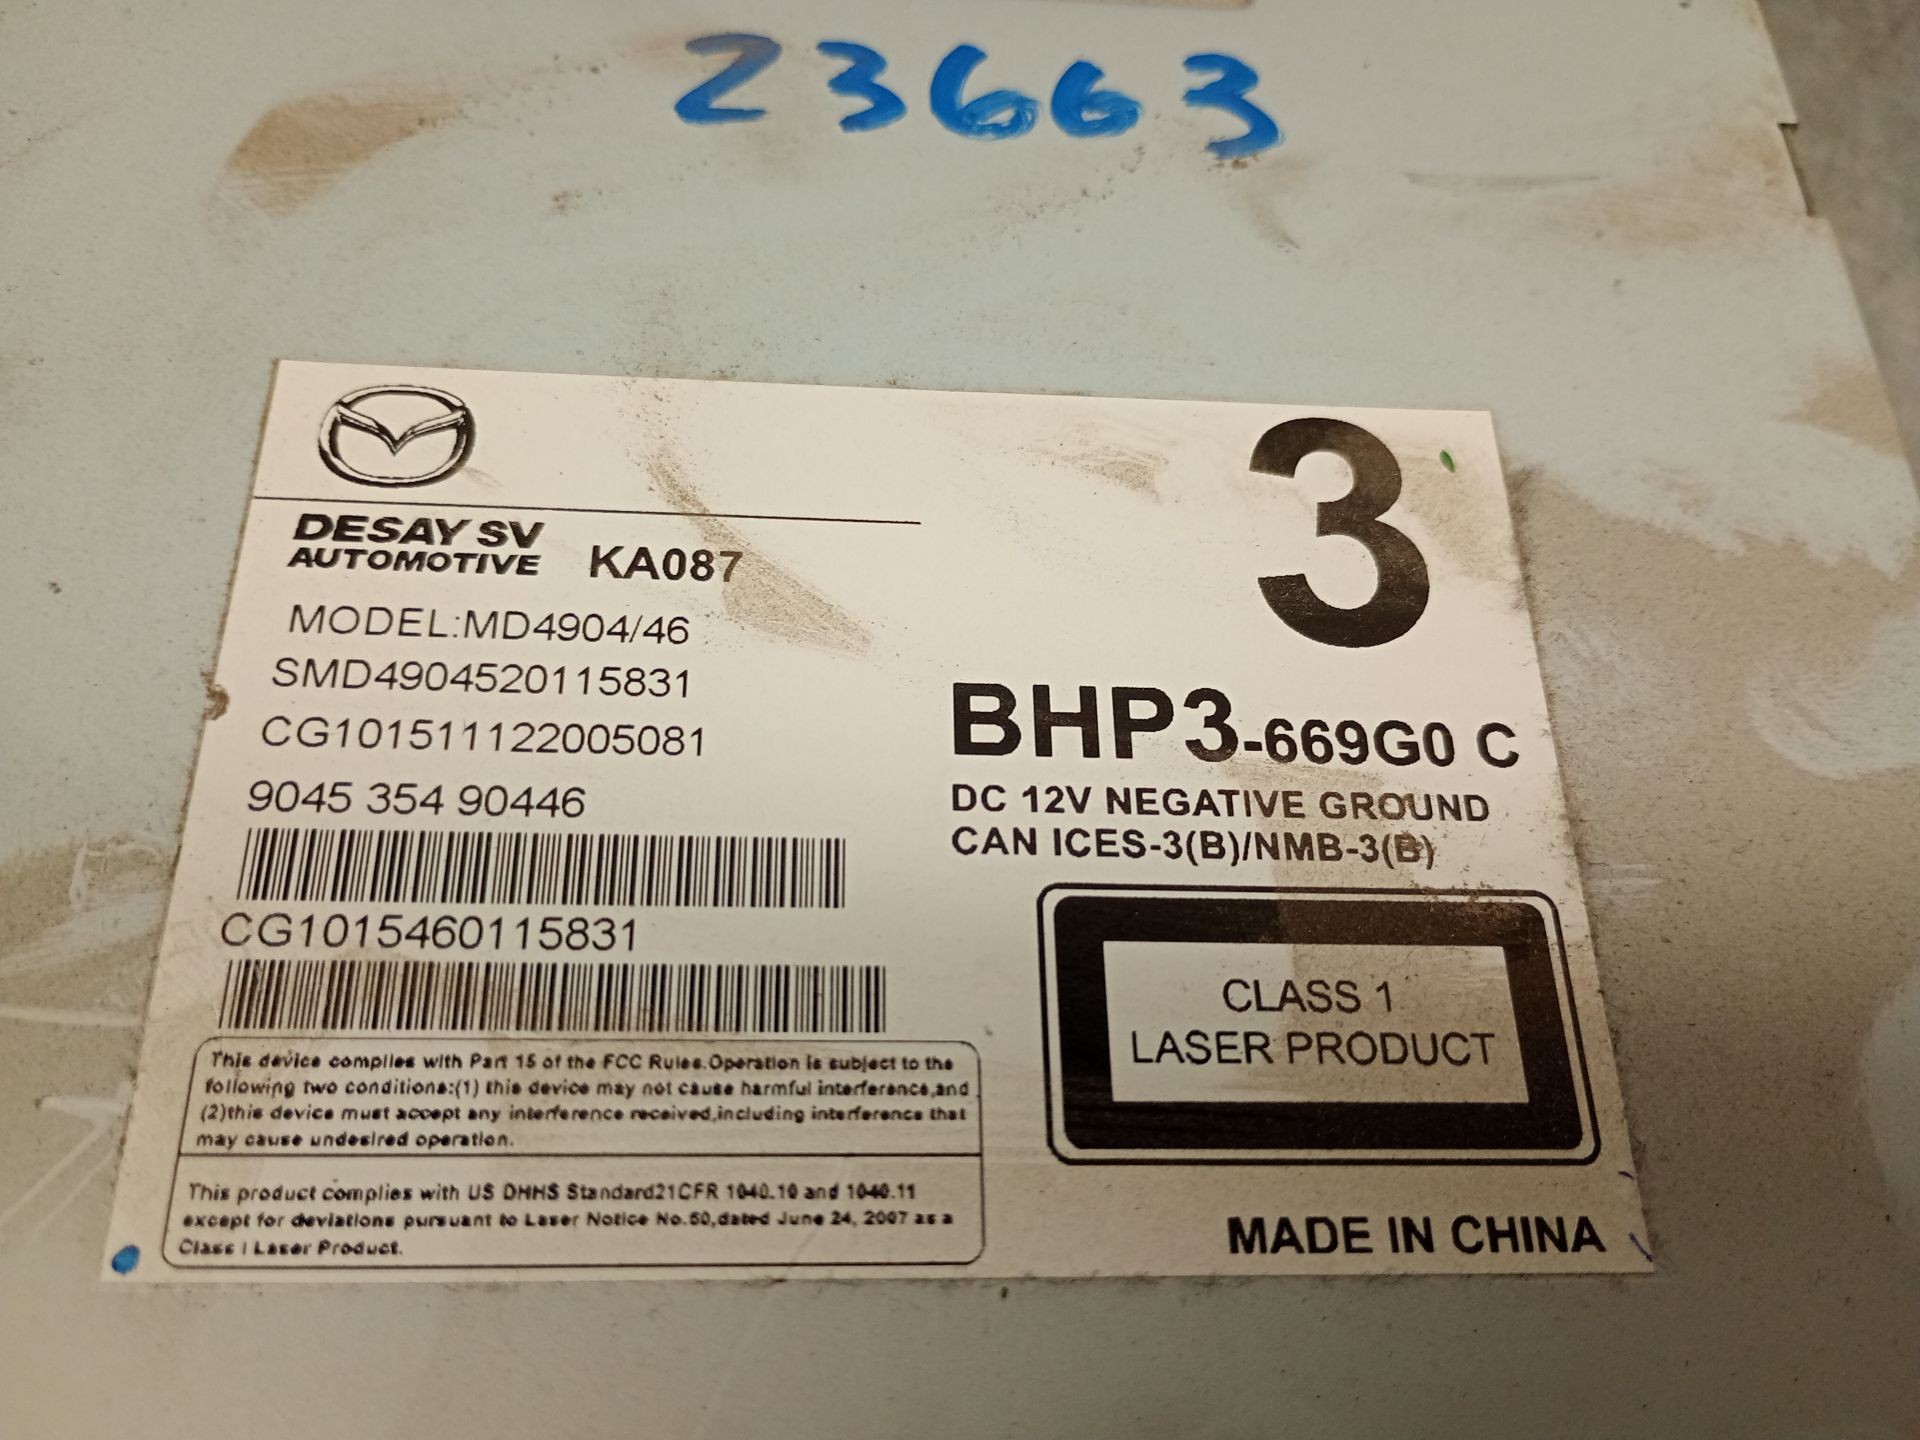 23663
3
DESAY SV
AUTOMOTIVE KA087
MODEL:MD4904/46
SMD4904520115831
CG101511122005081
9045 354 90446
CG1015460115831
BHP3-669G0 C
DC 12V NEGATIVE GROUND
CAN ICES-3(B)/NMB-3(B)
CLASS 1
LASER PRODUCT
This device complies with Part 15 of the FCC Rules.Operation is subject to the
following two conditions:(1) this device may not cause harmful interference,and
(2)this device must accept any interference received,including interference that
may cause undesired operation.
This product complies with US DHHS Standard21CFR 1040.10 and 1040.11
except for deviations pursuant to Laser Notice No.50,dated June 24, 2007 as a
Class I Laser Product.
MADE IN CHINA